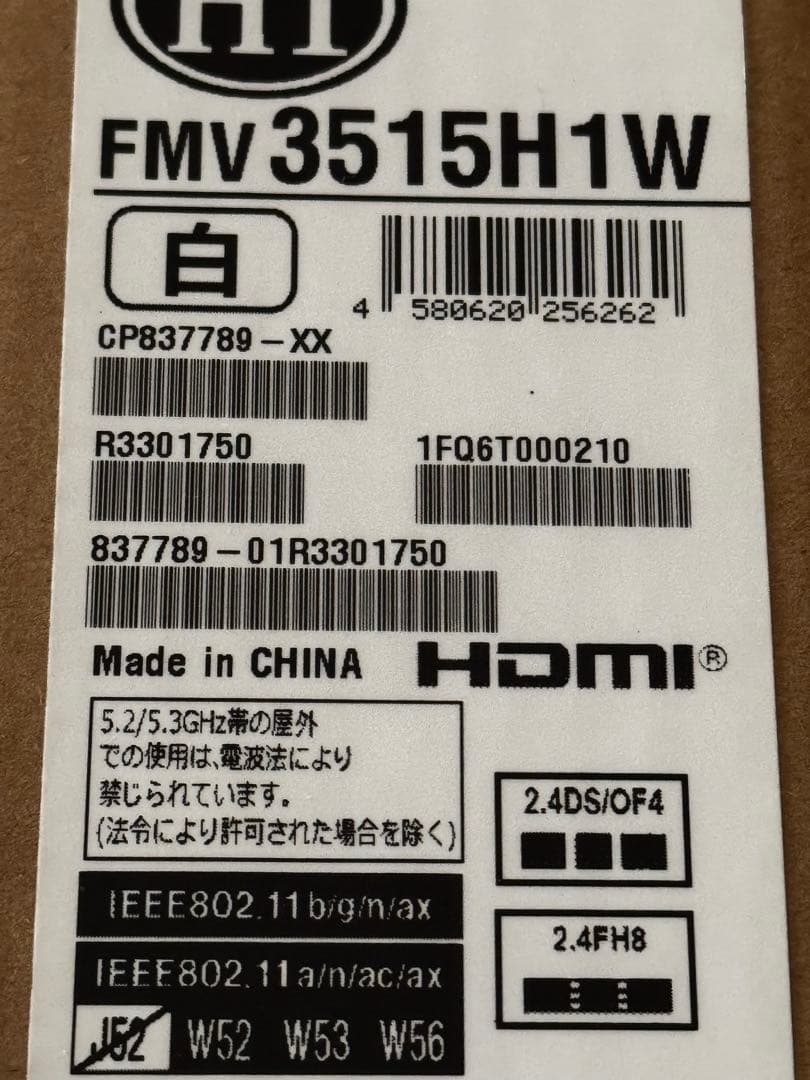 H1
FMV 3515H1W
白
4 580620 256262
CP837789-XX
R3301750 1FQ6T000210
837789-01R3301750
Made in CHINA HDMI®
5.2/5.3GHz帯の屋外
での使用は、電波法により
禁じられています。
(法令により許可された場合を除く)
2.4DS/OF4
IEEE802.11b/g/n/ax
2.4FH8
IEEE802.11a/n/ac/ax
J52 W52 W53 W56